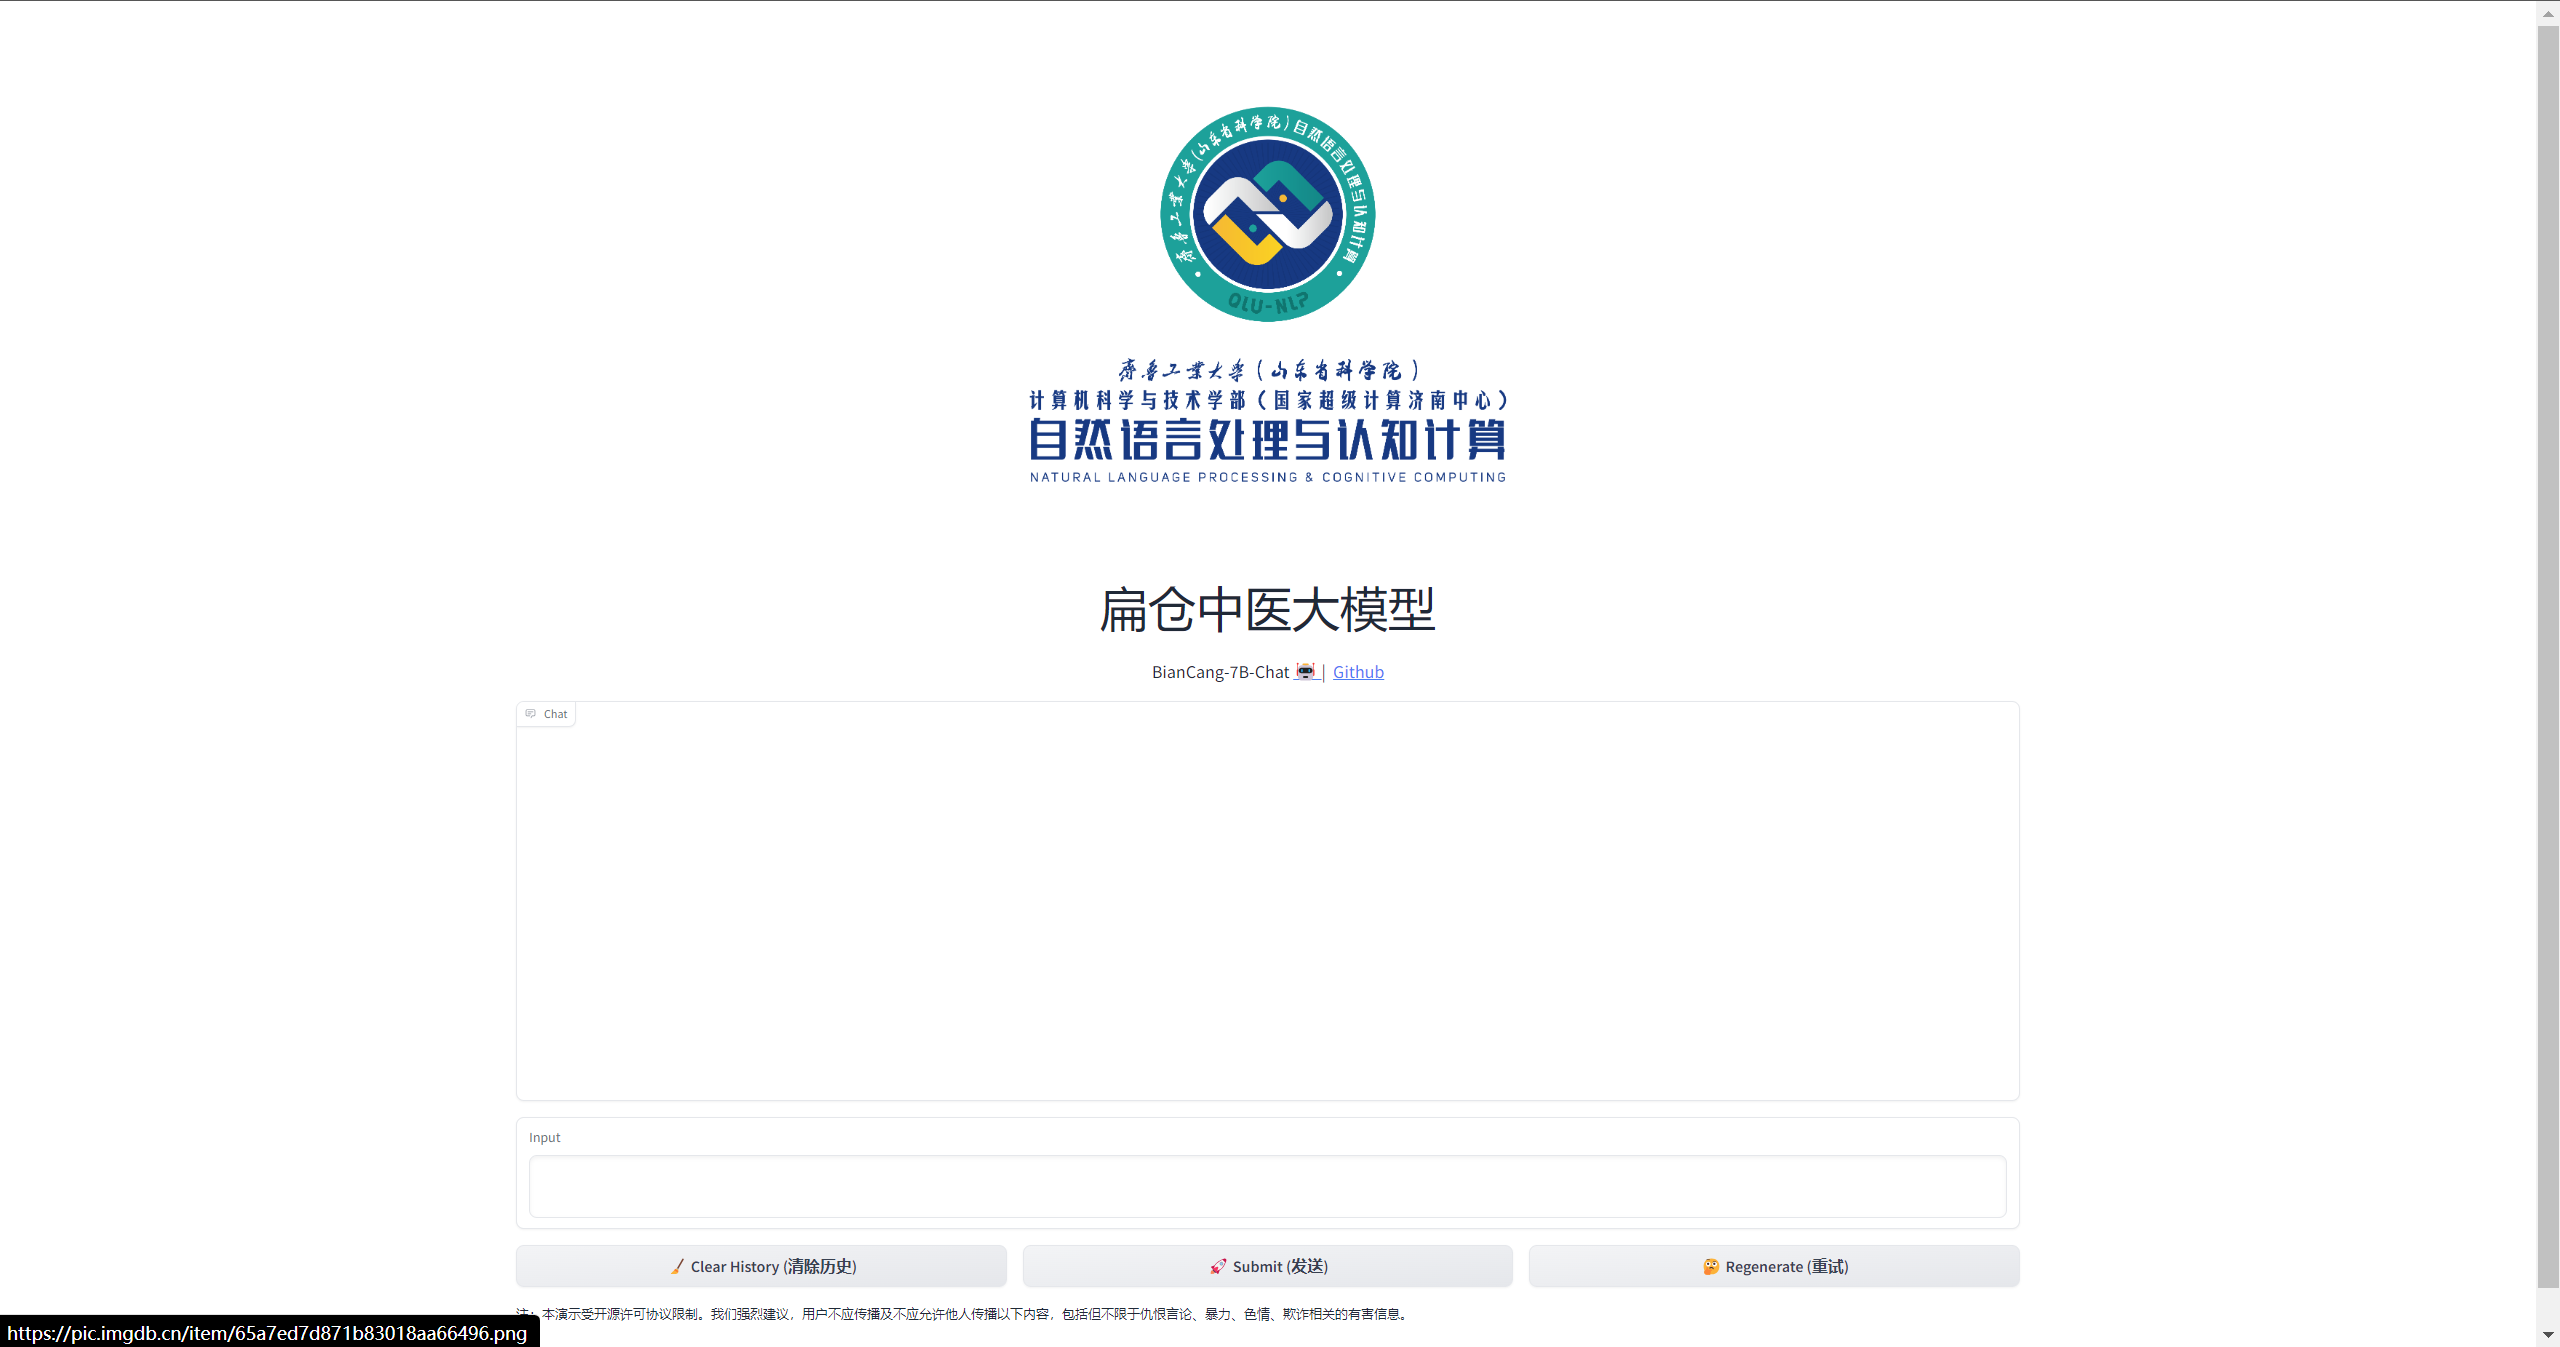 齐鲁工业大学(山东省科学院)自然语言处理与认知计算
QLU-NLP
齐鲁工业大学(山东省科学院)
计算机科学与技术学部(国家超级计算济南中心)
自然语言处理与认知计算
NATURAL LANGUAGE PROCESSING & COGNITIVE COMPUTING
扁仓中医大模型
BianCang-7B-Chat 🤖 | Github
Chat
Input
🧹 Clear History (清除历史)
🚀 Submit (发送)
🤔 Regenerate (重试)
注:本演示受开源许可协议限制。我们强烈建议,用户不应传播及不应允许他人传播以下内容,包括但不限于仇恨言论、暴力、色情、欺诈相关的有害信息。
https://pic.imgdb.cn/item/65a7ed7d871b83018aa66496.png